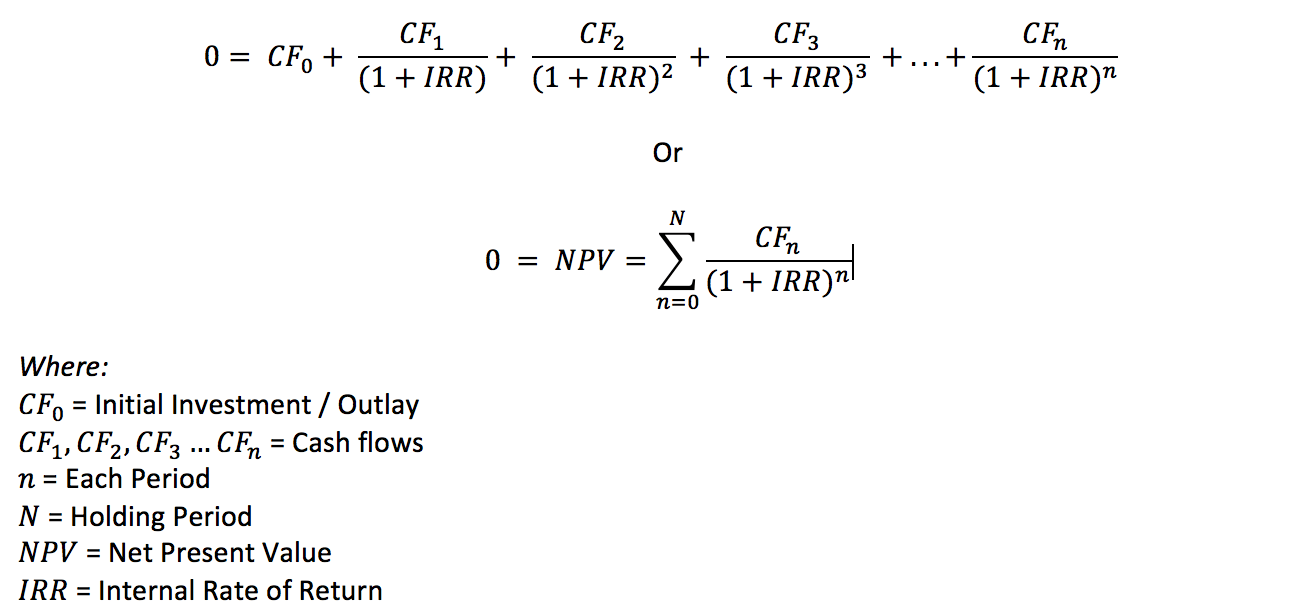 0 = CF₀ + CF₁/(1 + IRR) + CF₂/(1 + IRR)² + CF₃/(1 + IRR)³ + ...+ CFₙ/(1 + IRR)ⁿ
Or
0 = NPV = ∑ₙ₌₀ᴺ CFₙ/(1 + IRR)ⁿ
Where:
CF₀ = Initial Investment / Outlay
CF₁, CF₂, CF₃ ... CFₙ = Cash flows
n = Each Period
N = Holding Period
NPV = Net Present Value
IRR = Internal Rate of Return